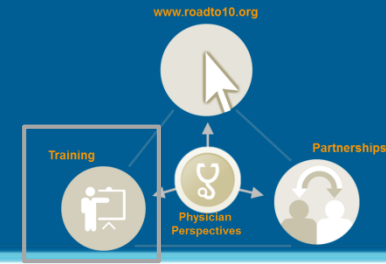 www.roadto10.org
Training
Partnerships
Physician
Perspectives